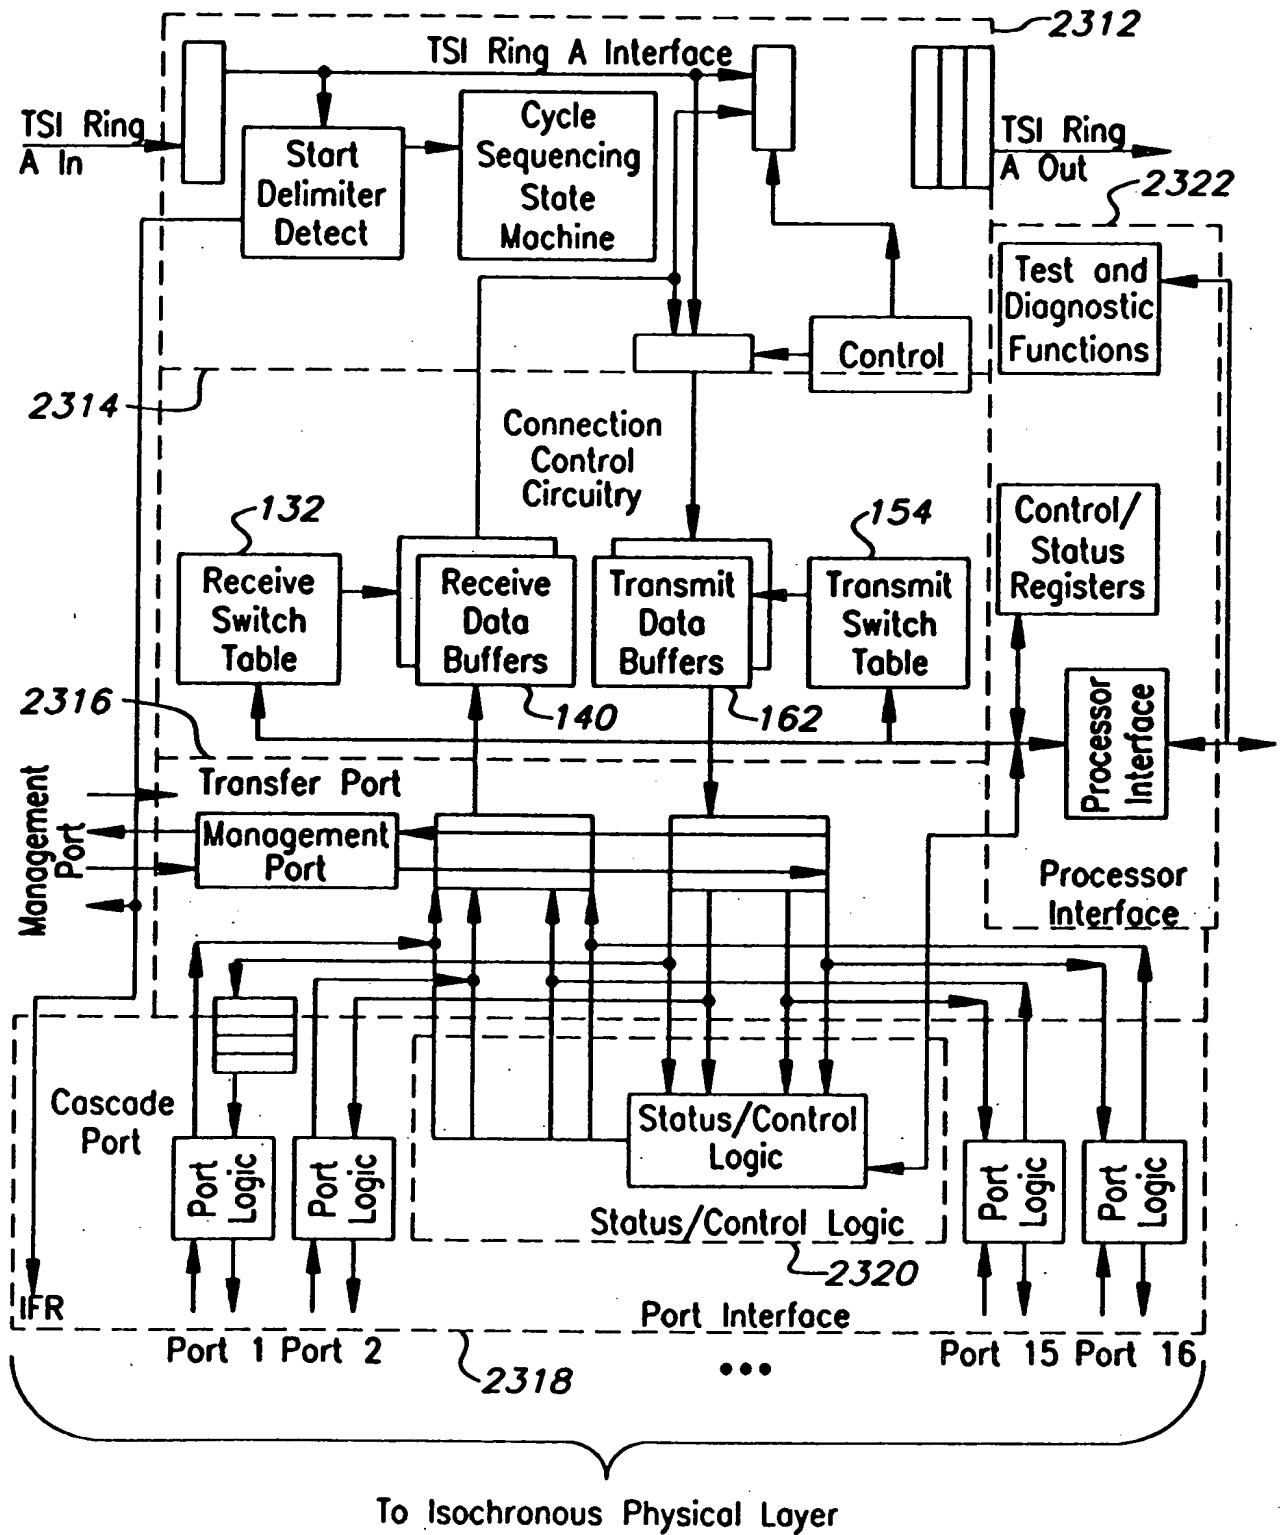 2312
TSI Ring A Interface
TSI Ring
A In
Start
Delimiter
Detect
Cycle
Sequencing
State
Machine
TSI Ring
A Out
2322
Test and
Diagnostic
Functions
Control
2314
Connection
Control
Circuitry
132
154
Receive
Switch
Table
Receive
Data
Buffers
Transmit
Data
Buffers
Transmit
Switch
Table
Control/
Status
Registers
2316
140
162
Processor
Interface
Management
Port
Transfer Port
Management
Port
Processor
Interface
Cascade
Port
Status/Control
Logic
Port
Logic
Port
Logic
Port
Logic
Port
Logic
Status/Control Logic
2320
IFR
Port Interface
Port 1 Port 2
2318
•••
Port 15 Port 16
To Isochronous Physical Layer